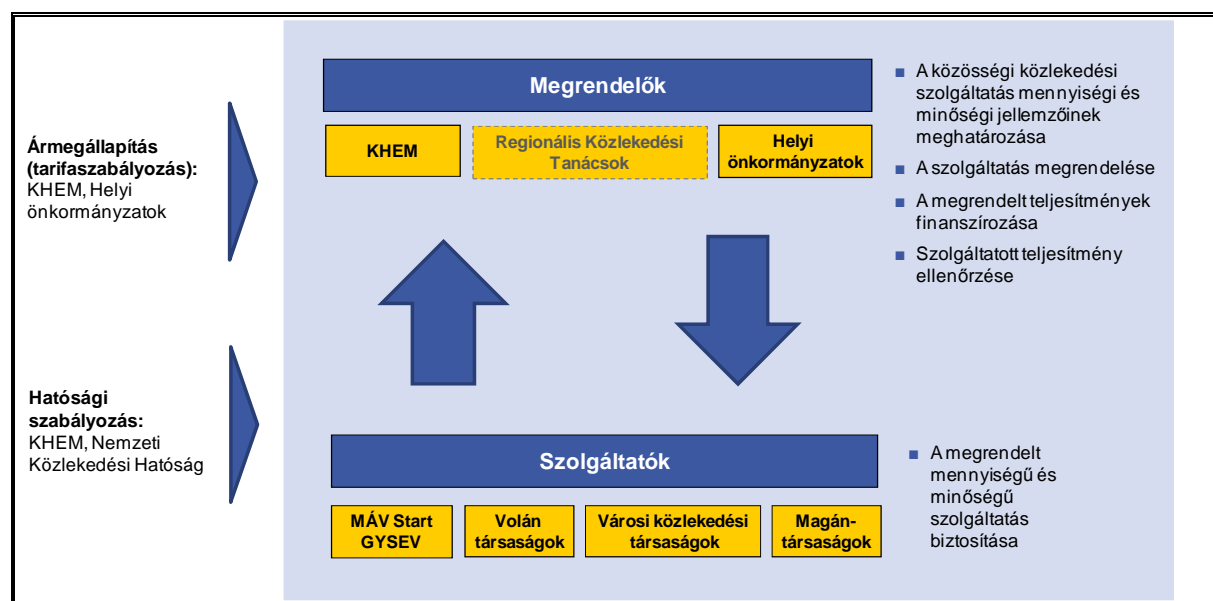 Ármegállapítás
(tarifaszabályozás):
KHEM, Helyi
önkormányzatok
Hatósági
szabályozás:
KHEM, Nemzeti
Közlekedési Hatóság
Megrendelők
KHEM
Regionális Közlekedési
Tanácsok
Helyi
önkormányzatok
A közösségi közlekedési
szolgáltatás mennyiségi és
minőségi jellemzőinek
meghatározása
A szolgáltatás megrendelése
A megrendelt teljesítmények
finanszírozása
Szolgáltatott teljesítmény
ellenőrzése
Szolgáltatók
MÁV Start
GYSEV
Volán
társaságok
Városi közlekedési
társaságok
Magán-
társaságok
A megrendelt
mennyiségű és
minőségű
szolgáltatás
biztosítása